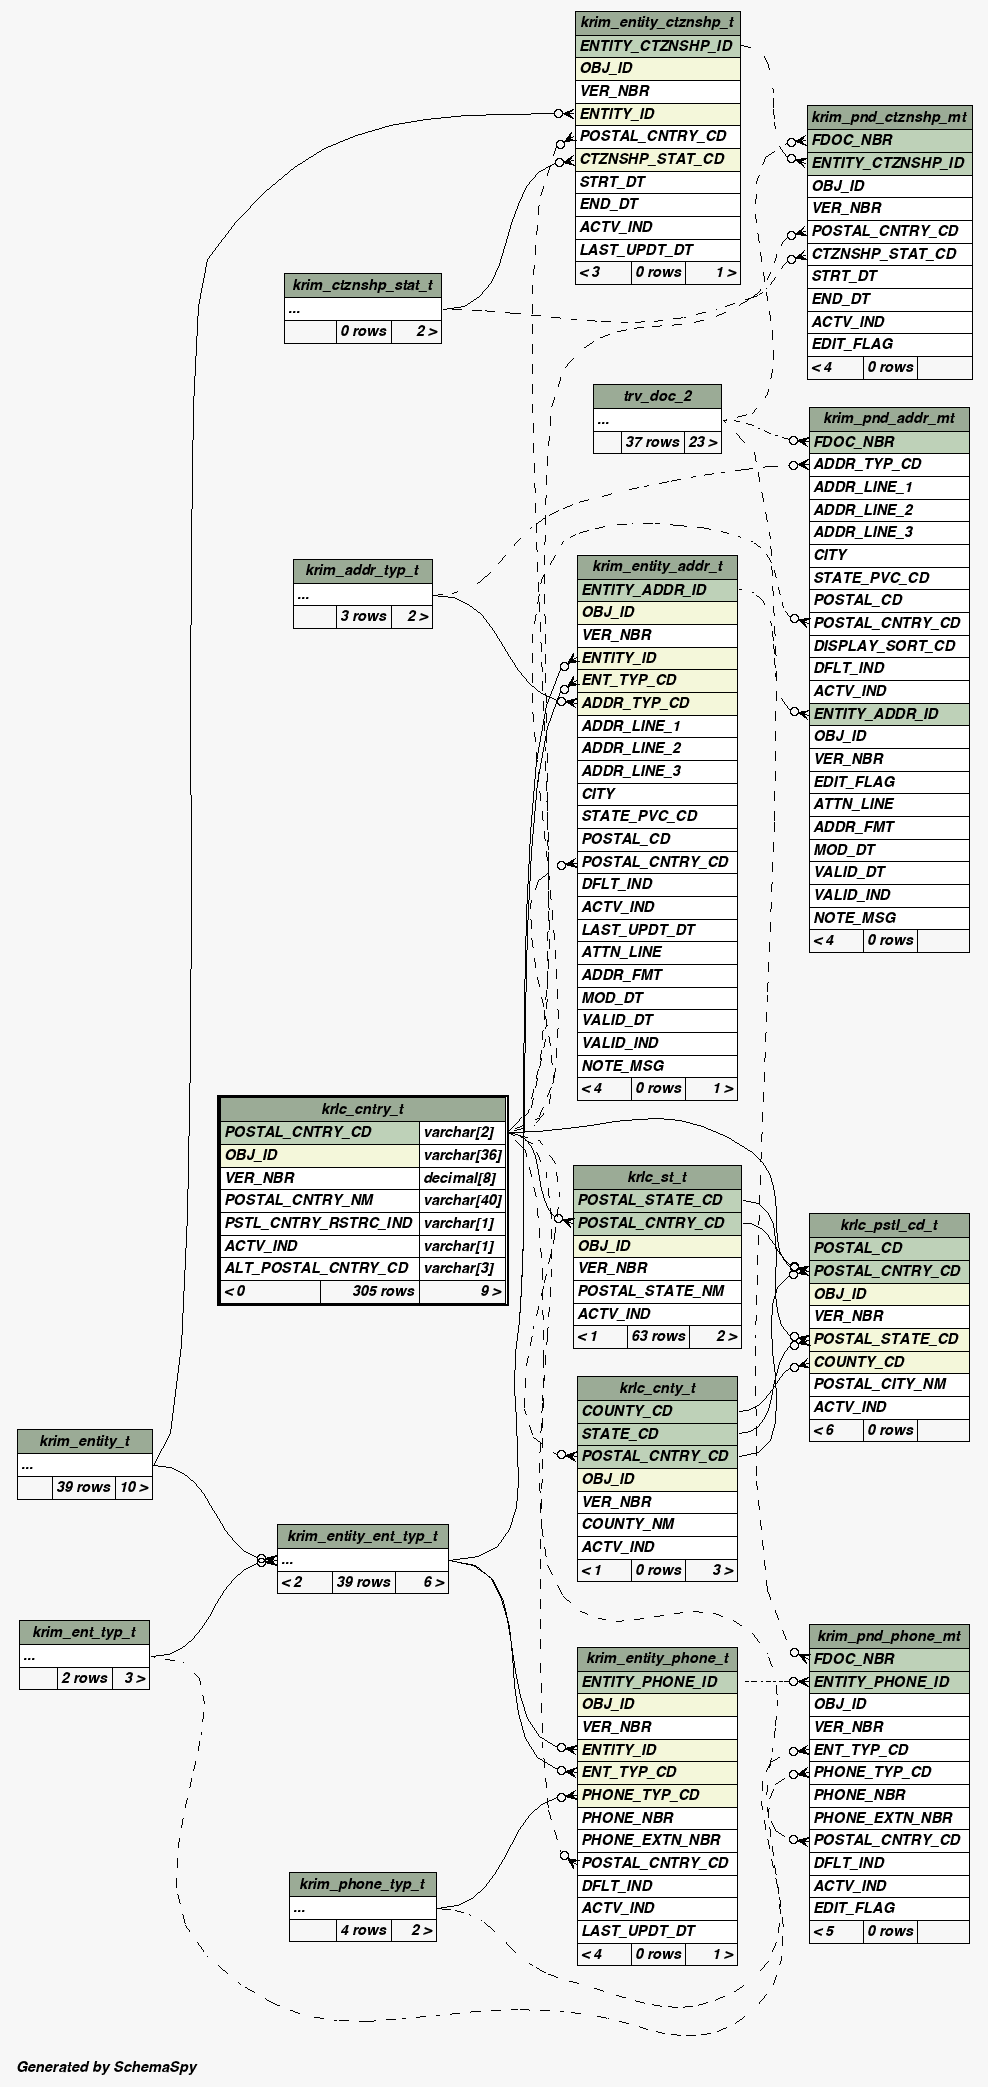 krim_entity_ctznshp_t
ENTITY_CTZNSHP_ID
OBJ_ID
VER_NBR
ENTITY_ID
POSTAL_CNTRY_CD
CTZNSHP_STAT_CD
STRT_DT
END_DT
ACTV_IND
LAST_UPDT_DT
< 3 0 rows 1 >
krim_pnd_ctznshp_mt
FDOC_NBR
ENTITY_CTZNSHP_ID
OBJ_ID
VER_NBR
POSTAL_CNTRY_CD
CTZNSHP_STAT_CD
STRT_DT
END_DT
ACTV_IND
EDIT_FLAG
< 4 0 rows
krim_ctznshp_stat_t
...
0 rows 2 >
trv_doc_2
...
37 rows 23 >
krim_pnd_addr_mt
FDOC_NBR
ADDR_TYP_CD
ADDR_LINE_1
ADDR_LINE_2
ADDR_LINE_3
CITY
STATE_PVC_CD
POSTAL_CD
POSTAL_CNTRY_CD
DISPLAY_SORT_CD
DFLT_IND
ACTV_IND
ENTITY_ADDR_ID
OBJ_ID
VER_NBR
EDIT_FLAG
ATTN_LINE
ADDR_FMT
MOD_DT
VALID_DT
VALID_IND
NOTE_MSG
< 4 0 rows
krim_addr_typ_t
...
3 rows 2 >
krim_entity_addr_t
ENTITY_ADDR_ID
OBJ_ID
VER_NBR
ENTITY_ID
ENT_TYP_CD
ADDR_TYP_CD
ADDR_LINE_1
ADDR_LINE_2
ADDR_LINE_3
CITY
STATE_PVC_CD
POSTAL_CD
POSTAL_CNTRY_CD
DFLT_IND
ACTV_IND
LAST_UPDT_DT
ATTN_LINE
ADDR_FMT
MOD_DT
VALID_DT
VALID_IND
NOTE_MSG
< 4 0 rows 1 >
krlc_cntry_t
POSTAL_CNTRY_CD varchar[2]
OBJ_ID varchar[36]
VER_NBR decimal[8]
POSTAL_CNTRY_NM varchar[40]
PSTL_CNTRY_RSTRC_IND varchar[1]
ACTV_IND varchar[1]
ALT_POSTAL_CNTRY_CD varchar[3]
< 0 305 rows 9 >
krlc_st_t
POSTAL_STATE_CD
POSTAL_CNTRY_CD
OBJ_ID
VER_NBR
POSTAL_STATE_NM
ACTV_IND
< 1 63 rows 2 >
krlc_pstl_cd_t
POSTAL_CD
POSTAL_CNTRY_CD
OBJ_ID
VER_NBR
POSTAL_STATE_CD
COUNTY_CD
POSTAL_CITY_NM
ACTV_IND
< 6 0 rows
krlc_cnty_t
COUNTY_CD
STATE_CD
POSTAL_CNTRY_CD
OBJ_ID
VER_NBR
COUNTY_NM
ACTV_IND
< 1 0 rows 3 >
krim_entity_t
...
39 rows 10 >
krim_entity_ent_typ_t
...
< 2 39 rows 6 >
krim_ent_typ_t
...
2 rows 3 >
krim_entity_phone_t
ENTITY_PHONE_ID
OBJ_ID
VER_NBR
ENTITY_ID
ENT_TYP_CD
PHONE_TYP_CD
PHONE_NBR
PHONE_EXTN_NBR
POSTAL_CNTRY_CD
DFLT_IND
ACTV_IND
LAST_UPDT_DT
< 4 0 rows 1 >
krim_pnd_phone_mt
FDOC_NBR
ENTITY_PHONE_ID
OBJ_ID
VER_NBR
ENT_TYP_CD
PHONE_TYP_CD
PHONE_NBR
PHONE_EXTN_NBR
POSTAL_CNTRY_CD
DFLT_IND
ACTV_IND
EDIT_FLAG
< 5 0 rows
krim_phone_typ_t
...
4 rows 2 >
Generated by SchemaSpy